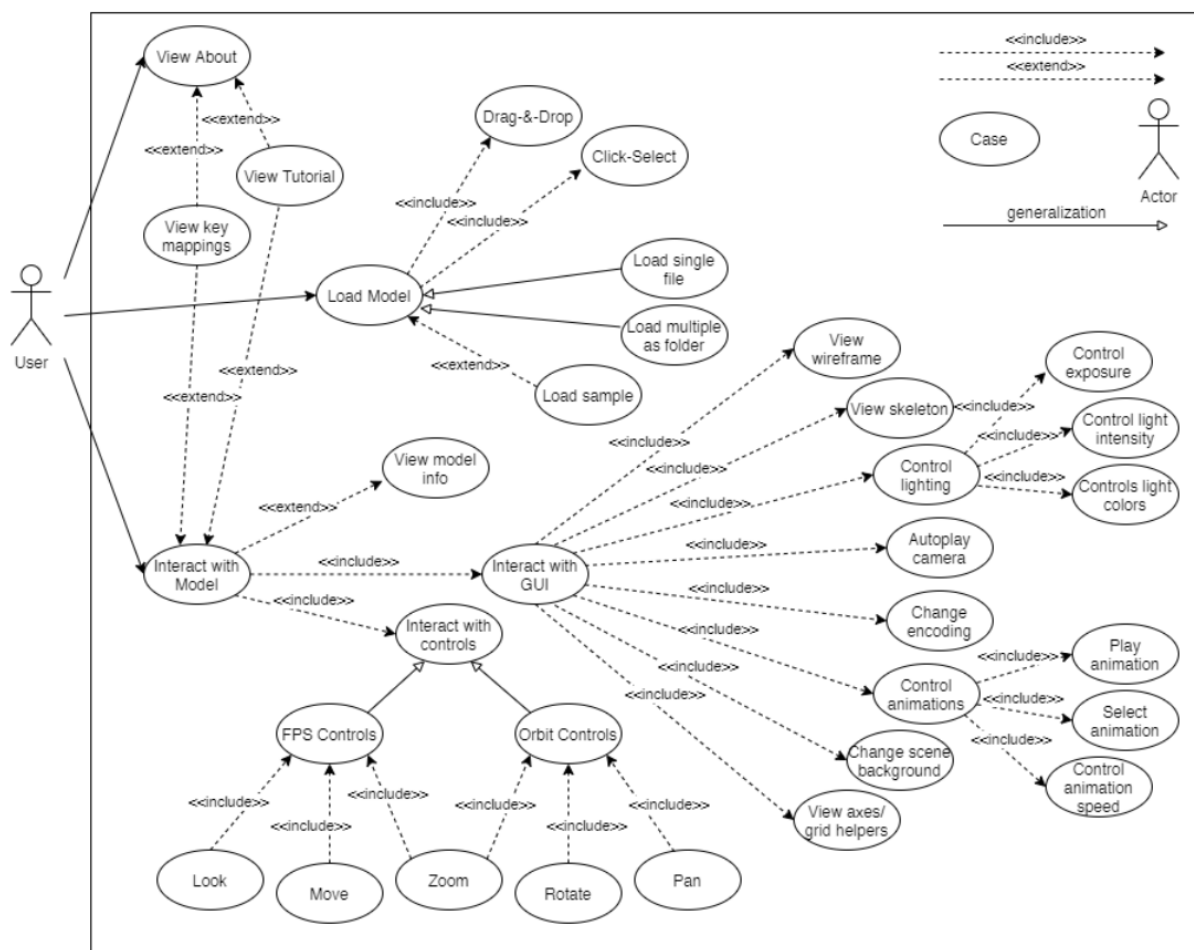 View About
<<include>>
<<extend>>
<<extend>>
Drag-&-Drop
Case
<<extend>>
Click-Select
View Tutorial
Actor
<<include>>
generalization
<<include>>
View key
mappings
Load single
file
Load Model
User
Load multiple
as folder
View
wireframe
Control
exposure
<<extend>>
<<extend>>
Load sample
<<extend>>
View skeleton
<<include>>
Control light
intensity
<<include>>
<<include>>
View model
info
<<include>>
Control
lighting
<<include>>
Controls light
colors
<<extend>>
<<include>>
Autoplay
camera
<<include>>
Interact with
Model
<<include>>
Interact with
GUI
<<include>>
<<include>>
Change
encoding
Interact with
controls
<<include>>
<<include>>
Play
animation
<<include>>
Control
animations
<<include>>
Select
animation
<<include>>
FPS Controls
Orbit Controls
<<include>>
Change scene
background
Control
animation
speed
<<include>>
<<include>>
<<include>>
<<include>>
<<include>>
<<include>>
View axes/
grid helpers
Look
Move
Zoom
Rotate
Pan